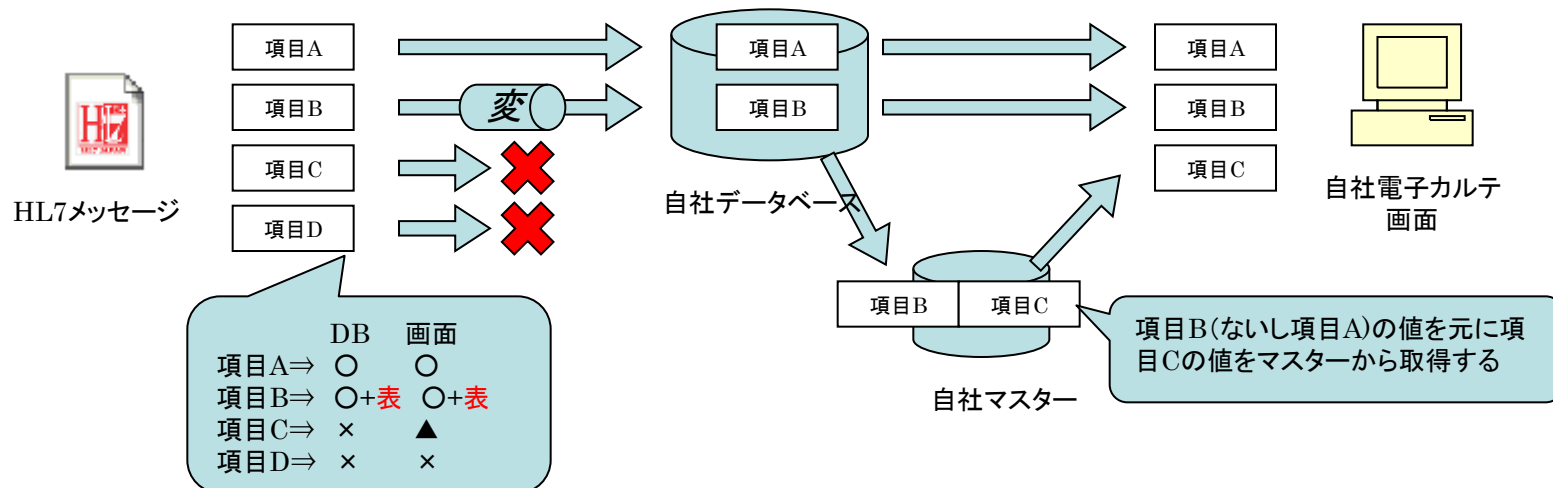 項目A
項目A
項目A
項目B
変
項目B
項目B
項目C
項目C
項目D
HL7メッセージ
自社データベース
自社電子カルテ
画面
項目B
項目C
自社マスター
項目B(ないし項目A)の値を元に項
目Cの値をマスターから取得する
DB 画面
項目A⇒ ○ ○
項目B⇒ ○+表 ○+表
項目C⇒ × ▲
項目D⇒ × ×